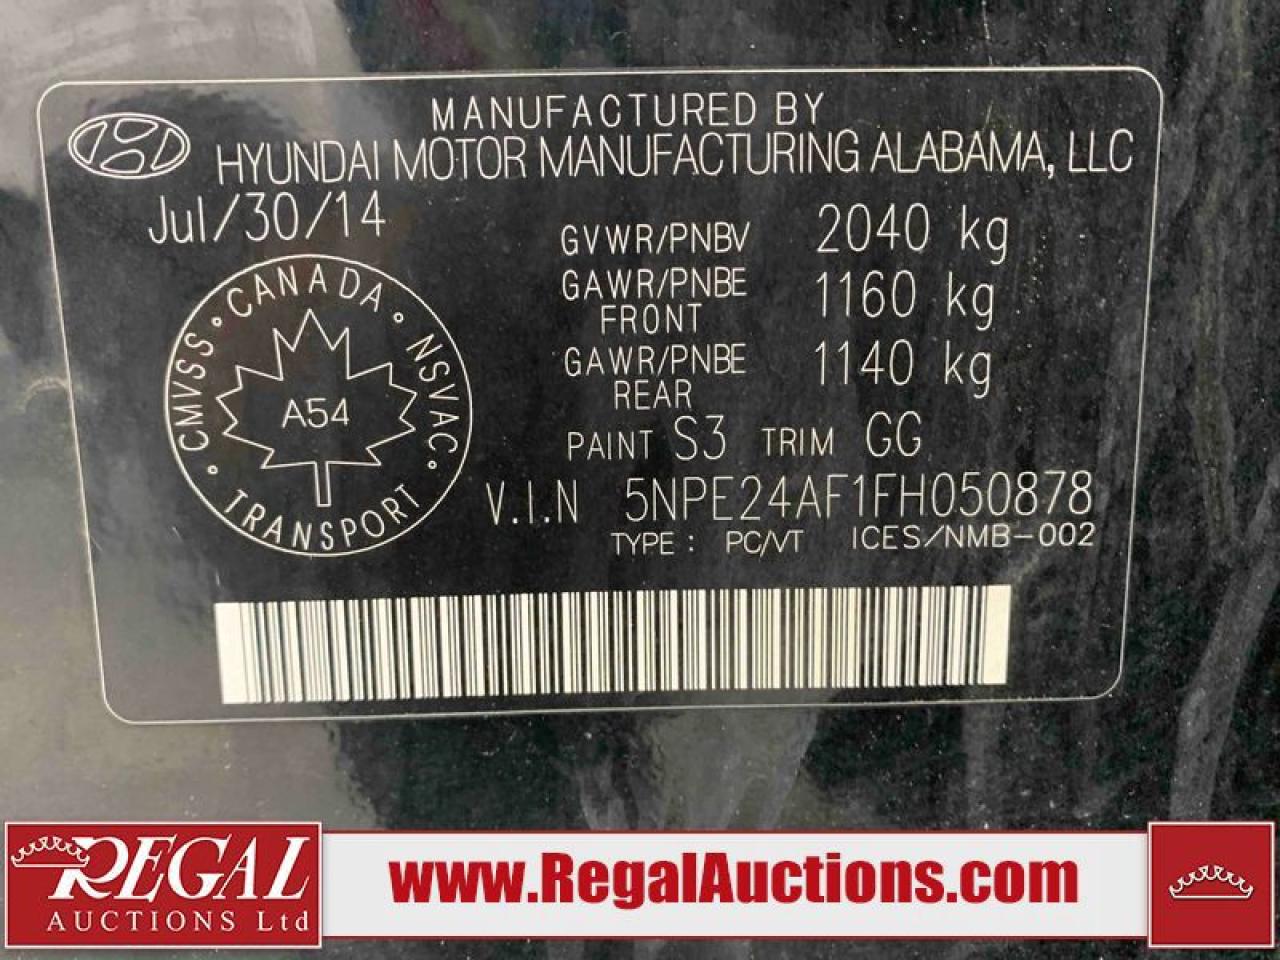 MANUFACTURED BY
HYUNDAI MOTOR MANUFACTURING ALABAMA, LLC
Jul/30/14
GVWR/PNBV 2040 kg
GAWR/PNBE FRONT 1160 kg
GAWR/PNBE REAR 1140 kg
PAINT S3 TRIM GG
V.I.N 5NPE24AF1FH050878
TYPE : PC/VT ICES/NMB-002
CMVSS • CANADA • NSVAC •
A54
TRANSPORT
REGAL
AUCTIONS Ltd
www.RegalAuctions.com